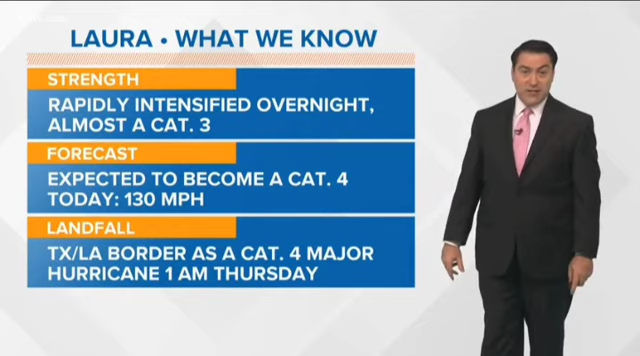 LAURA • WHAT WE KNOW
STRENGTH
RAPIDLY INTENSIFIED OVERNIGHT,
ALMOST A CAT. 3
FORECAST
EXPECTED TO BECOME A CAT. 4
TODAY: 130 MPH
LANDFALL
TX/LA BORDER AS A CAT. 4 MAJOR
HURRICANE 1 AM THURSDAY